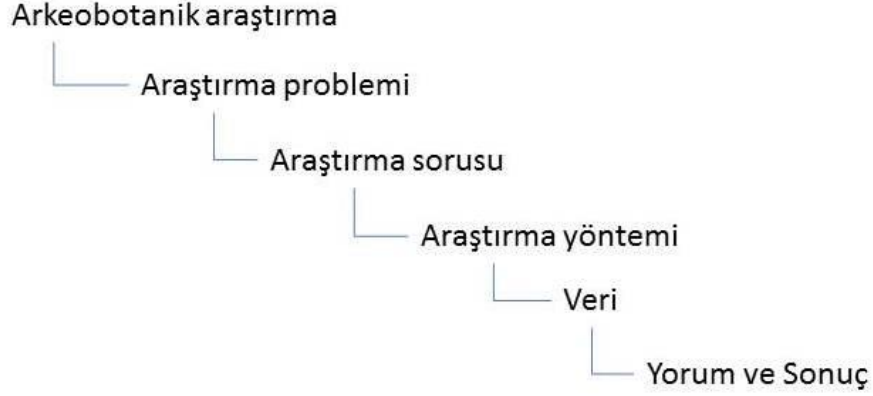 Arkeobotanik araştırma
Araştırma problemi
Araştırma sorusu
Araştırma yöntemi
Veri
Yorum ve Sonuç